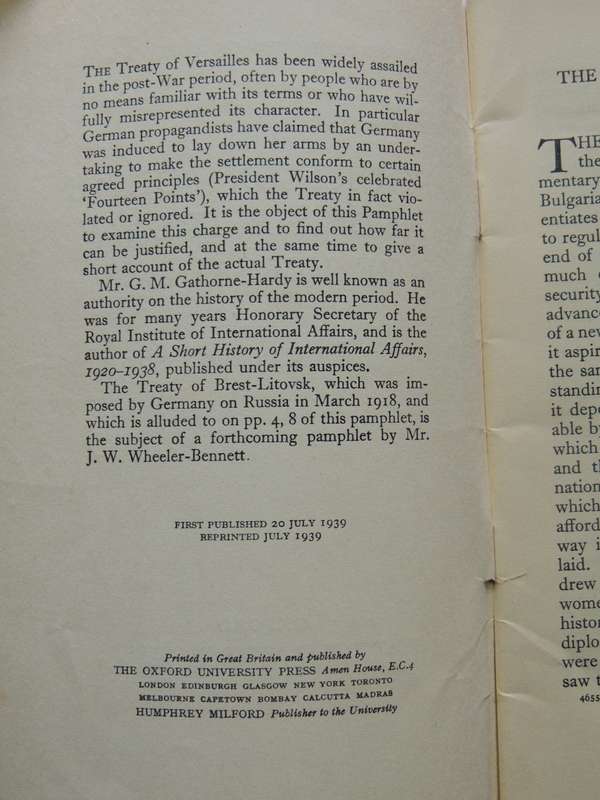 THE Treaty of Versailles has been widely assailed
in the post-War period, often by people who are by
no means familiar with its terms or who have wil-
fully misrepresented its character. In particular
German propagandists have claimed that Germany
was induced to lay down her arms by an under-
taking to make the settlement conform to certain
agreed principles (President Wilson's celebrated
'Fourteen Points'), which the Treaty in fact vio-
lated or ignored. It is the object of this Pamphlet
to examine this charge and to find out how far it
can be justified, and at the same time to give a
short account of the actual Treaty.
Mr. G. M. Gathorne-Hardy is well known as an
authority on the history of the modern period. He
was for many years Honorary Secretary of the
Royal Institute of International Affairs, and is the
author of A Short History of International Affairs,
1920–1938, published under its auspices.
The Treaty of Brest-Litovsk, which was im-
posed by Germany on Russia in March 1918, and
which is alluded to on pp. 4, 8 of this pamphlet, is
the subject of a forthcoming pamphlet by Mr.
J. W. Wheeler-Bennett.
FIRST PUBLISHED 20 JULY 1939
REPRINTED JULY 1939
Printed in Great Britain and published by
THE OXFORD UNIVERSITY PRESS Amen House, E.C.4
LONDON EDINBURGH GLASGOW NEW YORK TORONTO
MELBOURNE CAPETOWN BOMBAY CALCUTTA MADRAS
HUMPHREY MILFORD Publisher to the University
THE
THE
the
mentary
Bulgaria
entiates
to regul
end of
much
security
advance
of a new
it aspir
the sam
standin
it depe
able by
which
and th
nation
which
afford
way i
laid.
drew
wome
histor
diplo
were
saw t
4655